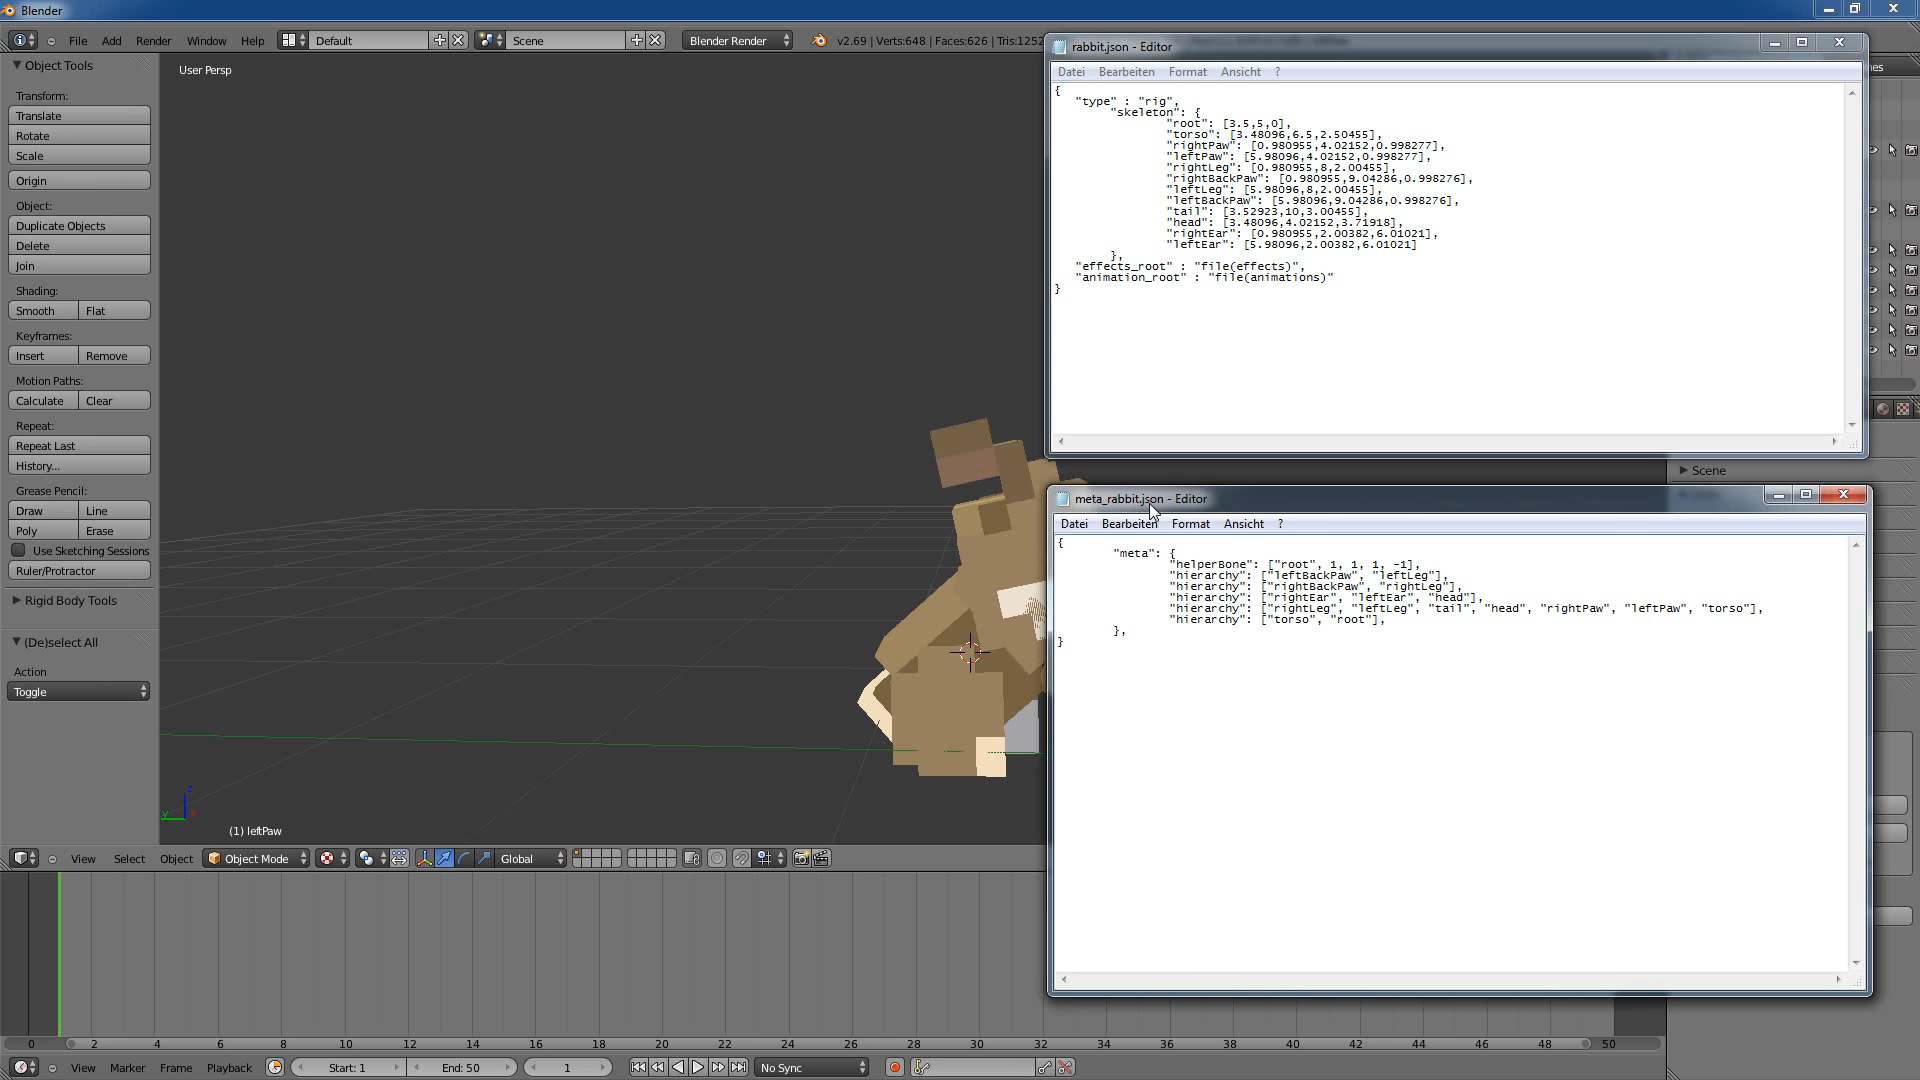 Blender
File Add Render Window Help Default Scene Blender Render v2.69 | Verts:648 | Faces:626 | Tris:1252
Object Tools
Transform:
Translate
Rotate
Scale
Origin
Object:
Duplicate Objects
Delete
Join
Shading:
Smooth Flat
Keyframes:
Insert Remove
Motion Paths:
Calculate Clear
Repeat:
Repeat Last
History...
Grease Pencil:
Draw Line
Poly Erase
Use Sketching Sessions
Ruler/Protractor
Rigid Body Tools
(De)select All
Action
Toggle
User Persp
(1) leftPaw
rabbit.json - Editor
Datei Bearbeiten Format Ansicht ?
{
"type" : "rig",
"skeleton": {
"root": [3.5,5,0],
"torso": [3.48096,6.5,2.50455],
"rightPaw": [0.980955,4.02152,0.998277],
"leftPaw": [5.98096,4.02152,0.998277],
"rightLeg": [0.980955,8,2.00455],
"rightBackPaw": [0.980955,9.04286,0.998276],
"leftLeg": [5.98096,8,2.00455],
"leftBackPaw": [5.98096,9.04286,0.998276],
"tail": [3.52923,10,3.00455],
"head": [3.48096,4.02152,3.71918],
"rightEar": [0.980955,2.00382,6.01021],
"leftEar": [5.98096,2.00382,6.01021]
},
"effects_root" : "file(effects)",
"animation_root" : "file(animations)"
}
Scene
meta_rabbit.json - Editor
Datei Bearbeiten Format Ansicht ?
{
"meta": {
"helperBone": ["root", 1, 1, 1, -1],
"hierarchy": ["leftBackPaw", "leftLeg"],
"hierarchy": ["rightBackPaw", "rightLeg"],
"hierarchy": ["rightEar", "leftEar", "head"],
"hierarchy": ["rightLeg", "leftLeg", "tail", "head", "rightPaw", "leftPaw", "torso"],
"hierarchy": ["torso", "root"],
},
}
View Select Object Object Mode Global
0 2 4 6 8 10 12 14 16 18 20 22 24 26 28 30 32 34 36 38 40 42 44 46 48 50
View Marker Frame Playback Start: 1 End: 50 1 No Sync